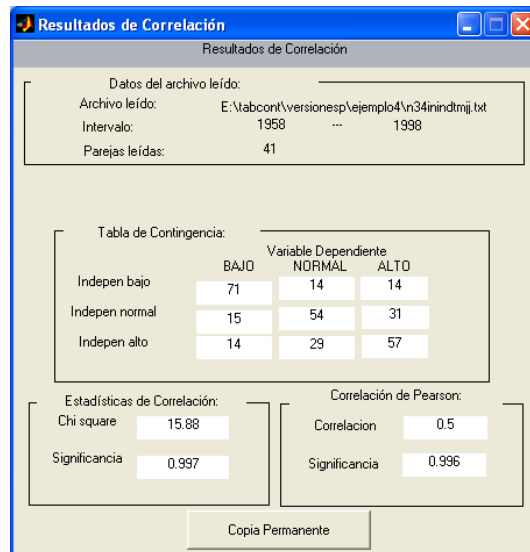 Resultados de Correlación
Resultados de Correlación
Datos del archivo leído:
Archivo leído: E:\tabcont\versionesp\ejemplo4\n34inindtmjj.txt
Intervalo: 1958 --- 1998
Parejas leídas: 41
Tabla de Contingencia:
Variable Dependiente
BAJO NORMAL ALTO
Indepen bajo 71 14 14
Indepen normal 15 54 31
Indepen alto 14 29 57
Estadísticas de Correlación:
Chi square 15.88
Significancia 0.997
Correlación de Pearson:
Correlacion 0.5
Significancia 0.996
Copia Permanente